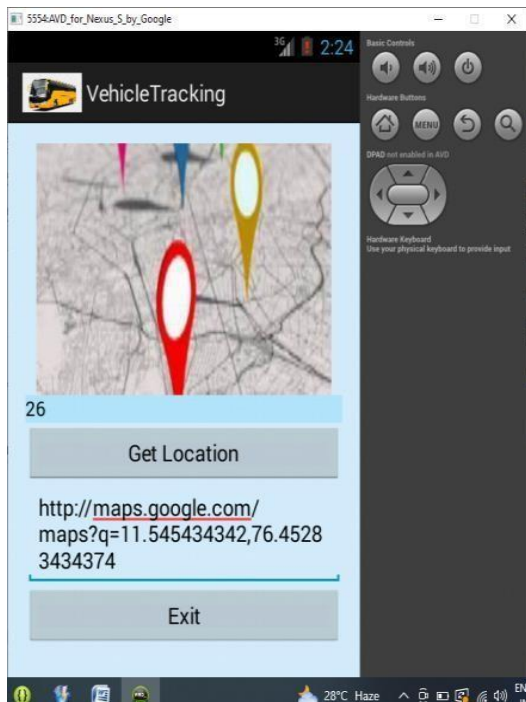 5554:AVD_for_Nexus_S_by_Google
3G
2:24
VehicleTracking
26
Get Location
http://maps.google.com/
maps?q=11.545434342,76.4528
3434374
Exit
Basic Controls
Hardware Buttons
MENU
DPAD not enabled in AVD
Hardware Keyboard
Use your physical keyboard to provide input
28°C Haze
EN